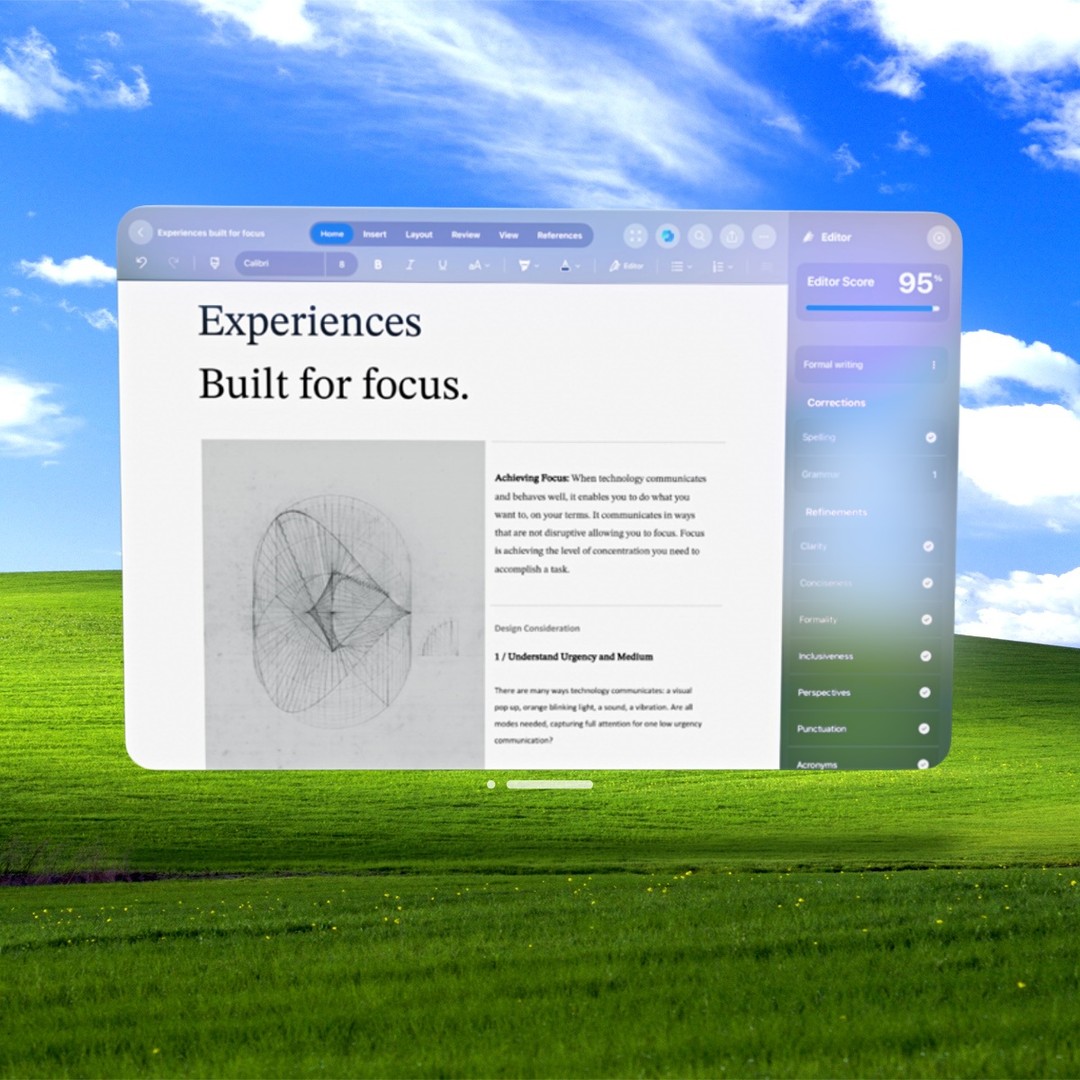 Experiences built for focus
Home Insert Layout Review View References
Calibri 8 B I U aA A Editor
Experiences
Built for focus.
Achieving Focus: When technology communicates
and behaves well, it enables you to do what you
want to, on your terms. It communicates in ways
that are not disruptive allowing you to focus. Focus
is achieving the level of concentration you need to
accomplish a task.
Design Consideration
1 / Understand Urgency and Medium
There are many ways technology communicates: a visual
pop up, orange blinking light, a sound, a vibration. Are all
modes needed, capturing full attention for one low urgency
communication?
Editor
Editor Score 95%
Formal writing
Corrections
Spelling
Grammar 1
Refinements
Clarity
Conciseness
Formality
Inclusiveness
Perspectives
Punctuation
Acronyms